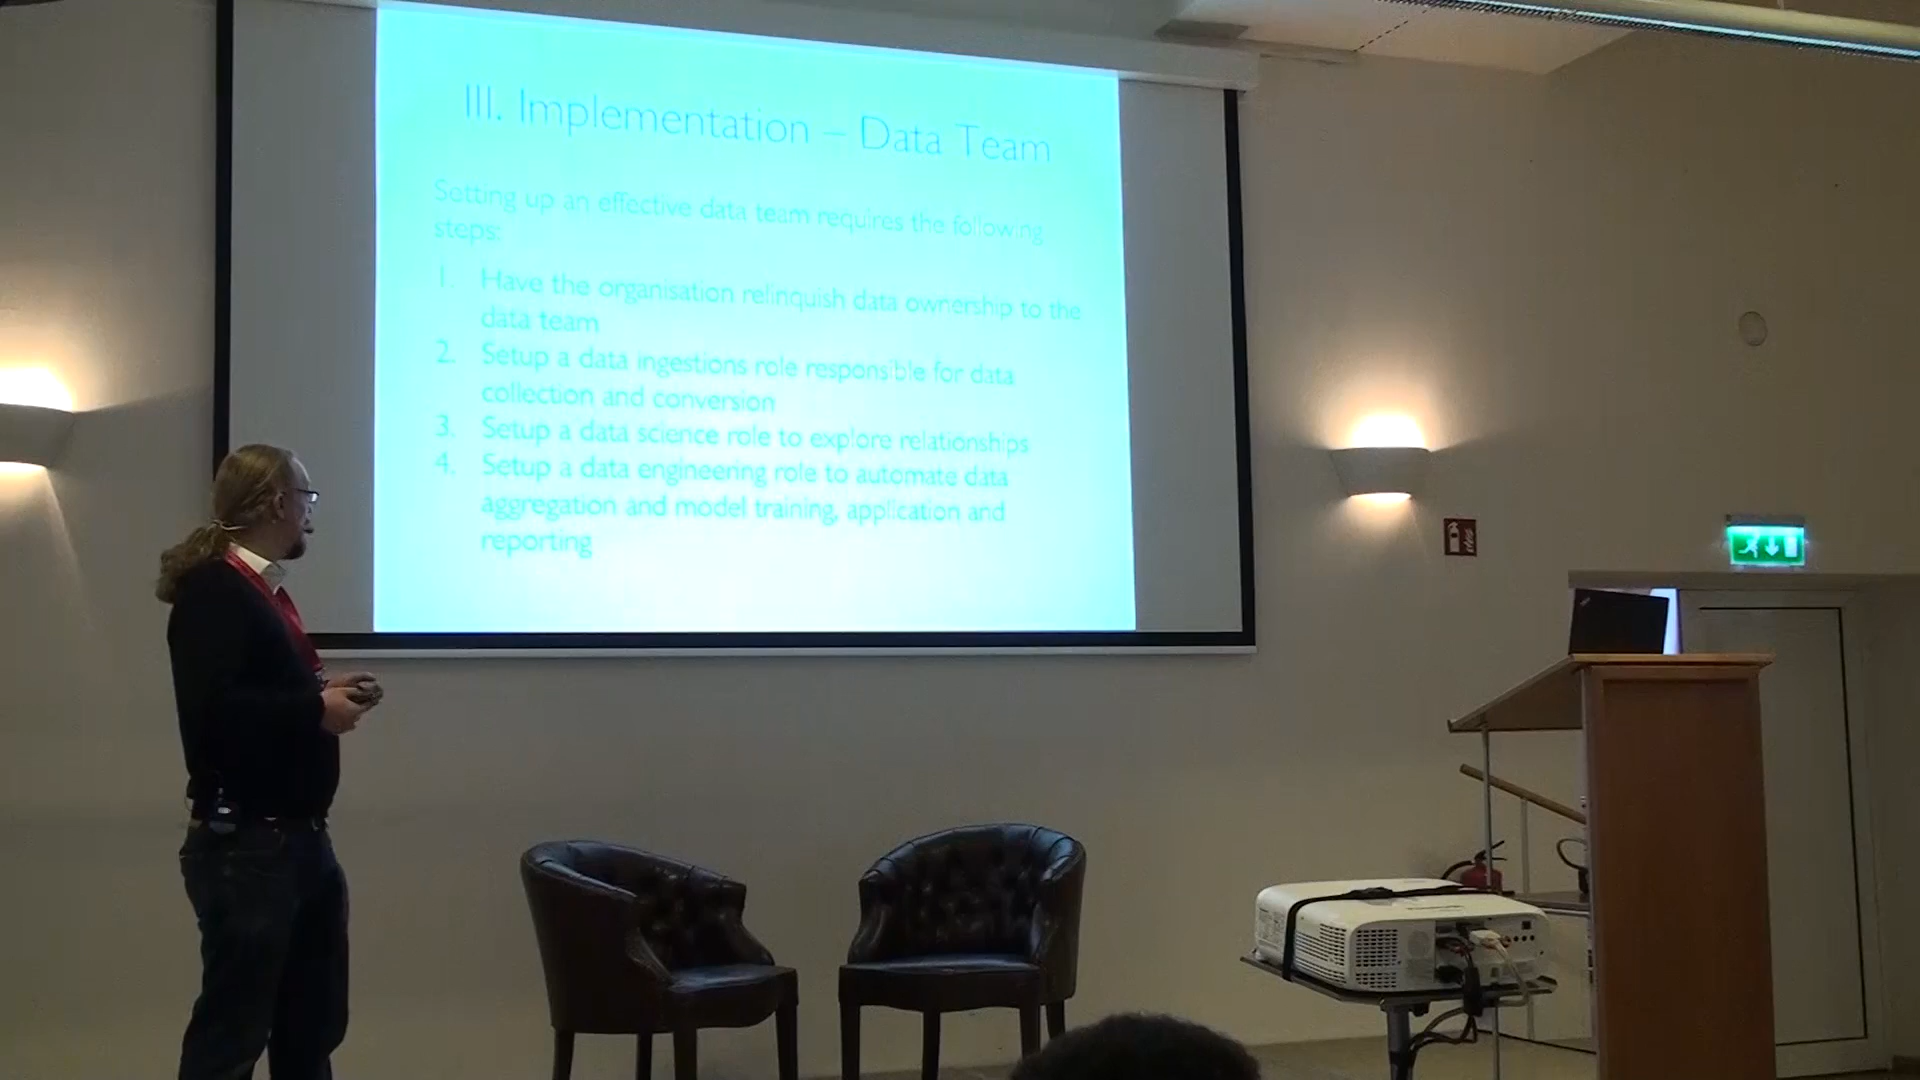 III. Implementation – Data Team
Setting up an effective data team requires the following
steps:
1. Have the organisation relinquish data ownership to the
data team
2. Setup a data ingestions role responsible for data
collection and conversion
3. Setup a data science role to explore relationships
4. Setup a data engineering role to automate data
aggregation and model training, application and
reporting